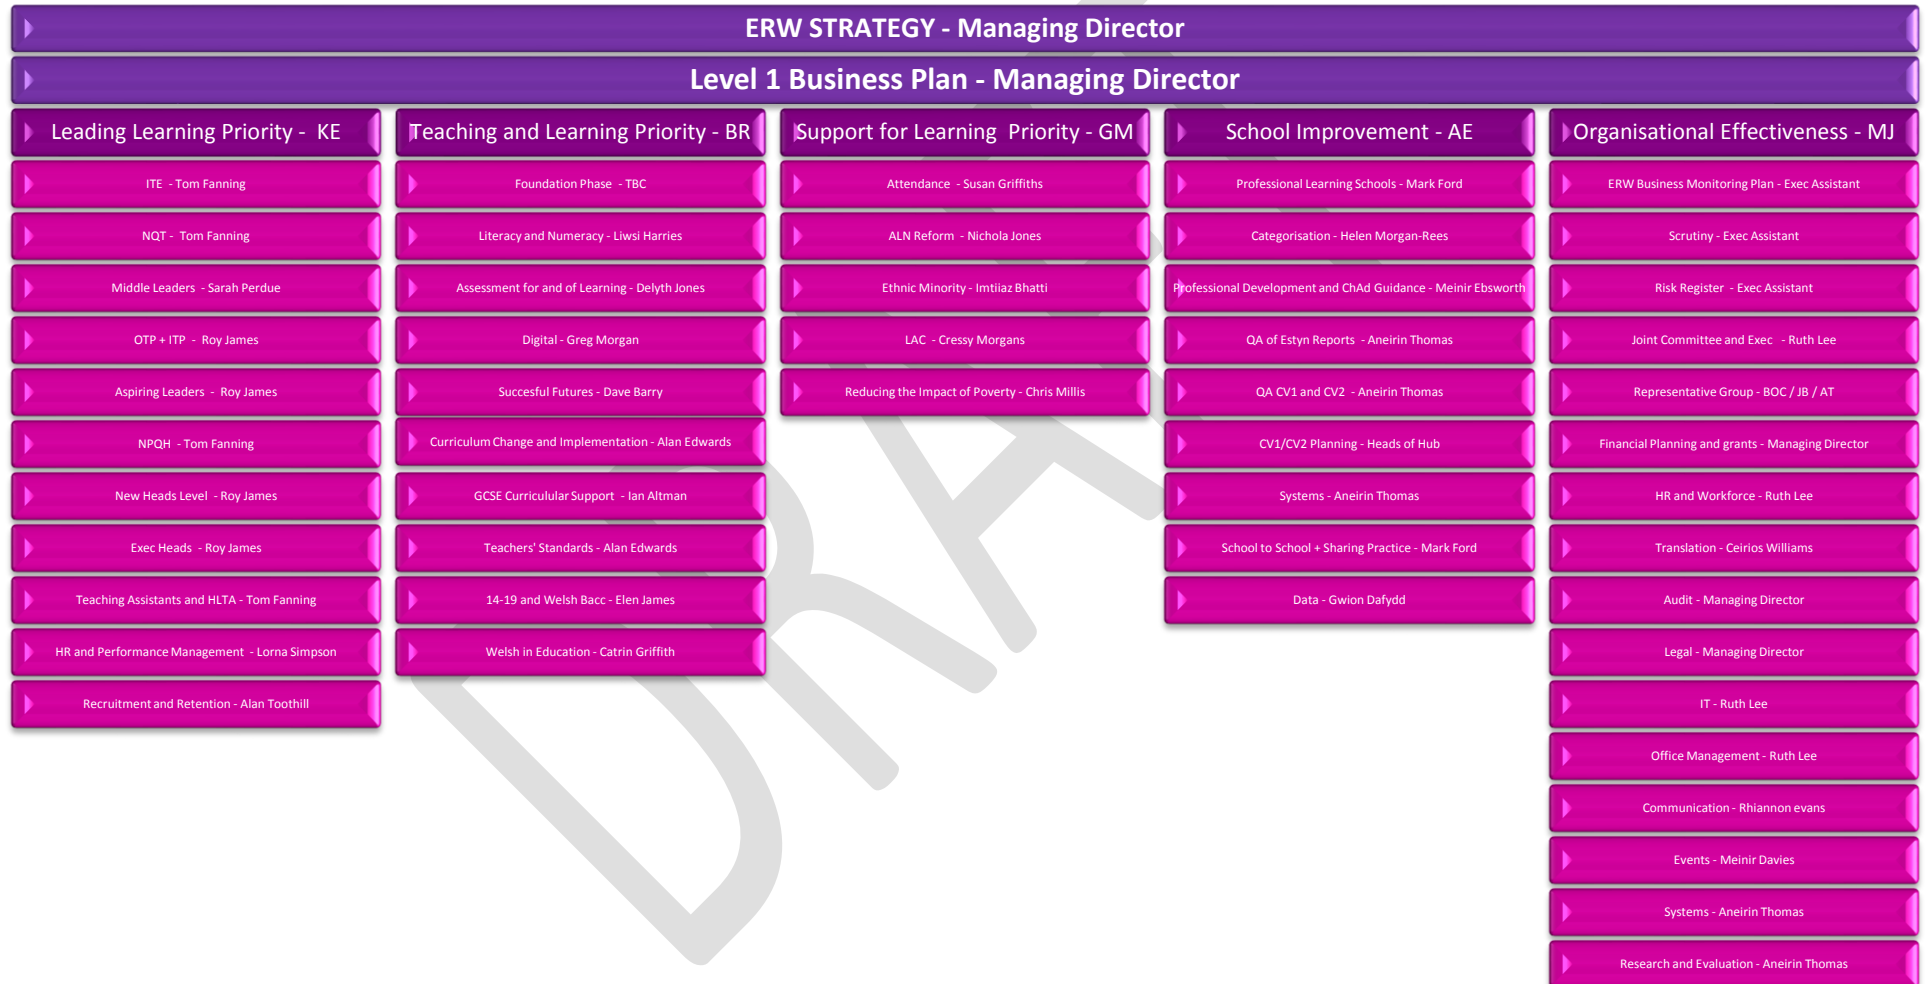 ERW STRATEGY - Managing Director
Level 1 Business Plan - Managing Director
Leading Learning Priority - KE
ITE - Tom Fanning
NQT - Tom Fanning
Middle Leaders - Sarah Perdue
OTP + ITP - Roy James
Aspiring Leaders - Roy James
NPQH - Tom Fanning
New Heads Level - Roy James
Exec Heads - Roy James
Teaching Assistants and HLTA - Tom Fanning
HR and Performance Management - Lorna Simpson
Recruitment and Retention - Alan Toothill
Teaching and Learning Priority - BR
Foundation Phase - TBC
Literacy and Numeracy - Liwsi Harries
Assessment for and of Learning - Delyth Jones
Digital - Greg Morgan
Succesful Futures - Dave Barry
Curriculum Change and Implementation - Alan Edwards
GCSE Curriculular Support - Ian Altman
Teachers' Standards - Alan Edwards
14-19 and Welsh Bacc - Elen James
Welsh in Education - Catrin Griffith
Support for Learning Priority - GM
Attendance - Susan Griffiths
ALN Reform - Nichola Jones
Ethnic Minority - Imtiiaz Bhatti
LAC - Cressy Morgans
Reducing the Impact of Poverty - Chris Millis
School Improvement - AE
Professional Learning Schools - Mark Ford
Categorisation - Helen Morgan-Rees
Professional Development and ChAd Guidance - Meinir Ebsworth
QA of Estyn Reports - Aneirin Thomas
QA CV1 and CV2 - Aneirin Thomas
CV1/CV2 Planning - Heads of Hub
Systems - Aneirin Thomas
School to School + Sharing Practice - Mark Ford
Data - Gwion Dafydd
Organisational Effectiveness - MJ
ERW Business Monitoring Plan - Exec Assistant
Scrutiny - Exec Assistant
Risk Register - Exec Assistant
Joint Committee and Exec - Ruth Lee
Representative Group - BOC / JB / AT
Financial Planning and grants - Managing Director
HR and Workforce - Ruth Lee
Translation - Ceirios Williams
Audit - Managing Director
Legal - Managing Director
IT - Ruth Lee
Office Management - Ruth Lee
Communication - Rhiannon evans
Events - Meinir Davies
Systems - Aneirin Thomas
Research and Evaluation - Aneirin Thomas